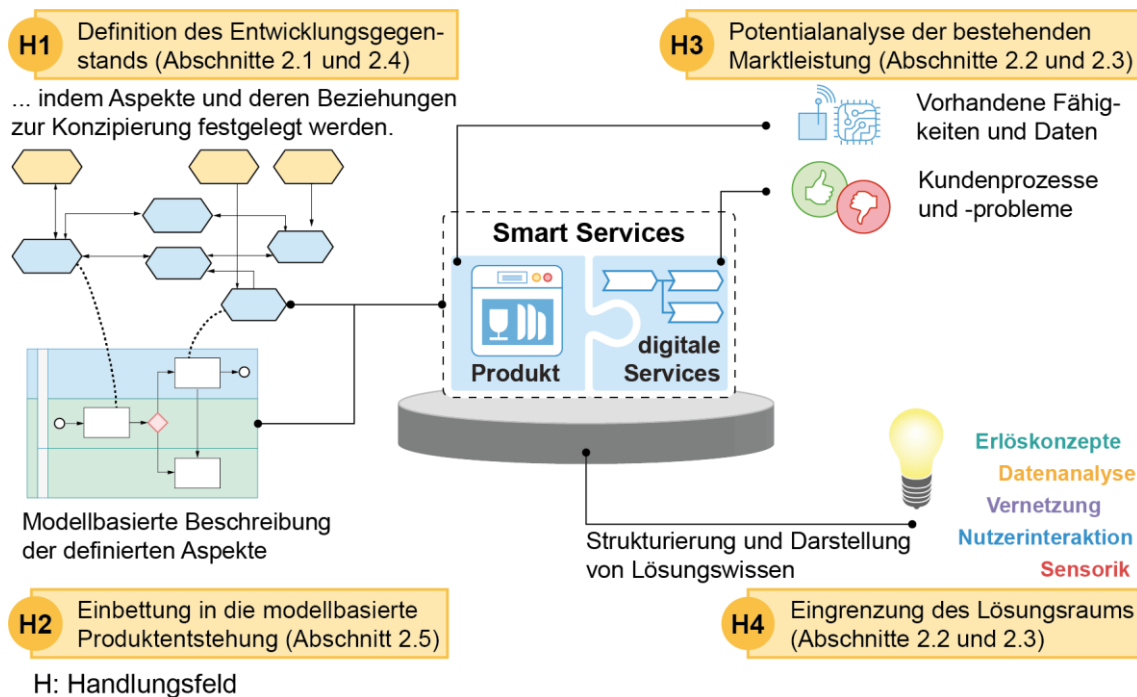 H1
Definition des Entwicklungsgegen-
stands (Abschnitte 2.1 und 2.4)
... indem Aspekte und deren Beziehungen
zur Konzipierung festgelegt werden.
H3
Potentialanalyse der bestehenden
Marktleistung (Abschnitte 2.2 und 2.3)
Vorhandene Fähig-
keiten und Daten
Kundenprozesse
und -probleme
Smart Services
Produkt
digitale
Services
Modellbasierte Beschreibung
der definierten Aspekte
Strukturierung und Darstellung
von Lösungswissen
Erlöskonzepte
Datenanalyse
Vernetzung
Nutzerinteraktion
Sensorik
H2
Einbettung in die modellbasierte
Produktentstehung (Abschnitt 2.5)
H4
Eingrenzung des Lösungsraums
(Abschnitte 2.2 und 2.3)
H: Handlungsfeld